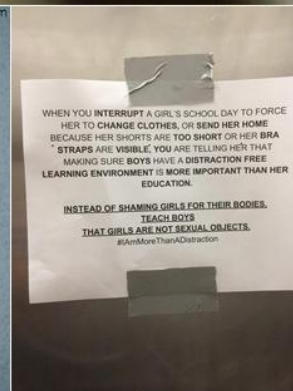 WHEN YOU INTERRUPT A GIRL'S SCHOOL DAY TO FORCE
HER TO CHANGE CLOTHES, OR SEND HER HOME
BECAUSE HER SHORTS ARE TOO SHORT OR HER BRA
STRAPS ARE VISIBLE, YOU ARE TELLING HER THAT
MAKING SURE BOYS HAVE A DISTRACTION FREE
LEARNING ENVIRONMENT IS MORE IMPORTANT THAN HER
EDUCATION.
INSTEAD OF SHAMING GIRLS FOR THEIR BODIES,
TEACH BOYS
THAT GIRLS ARE NOT SEXUAL OBJECTS.
#IAmMoreThanADistraction